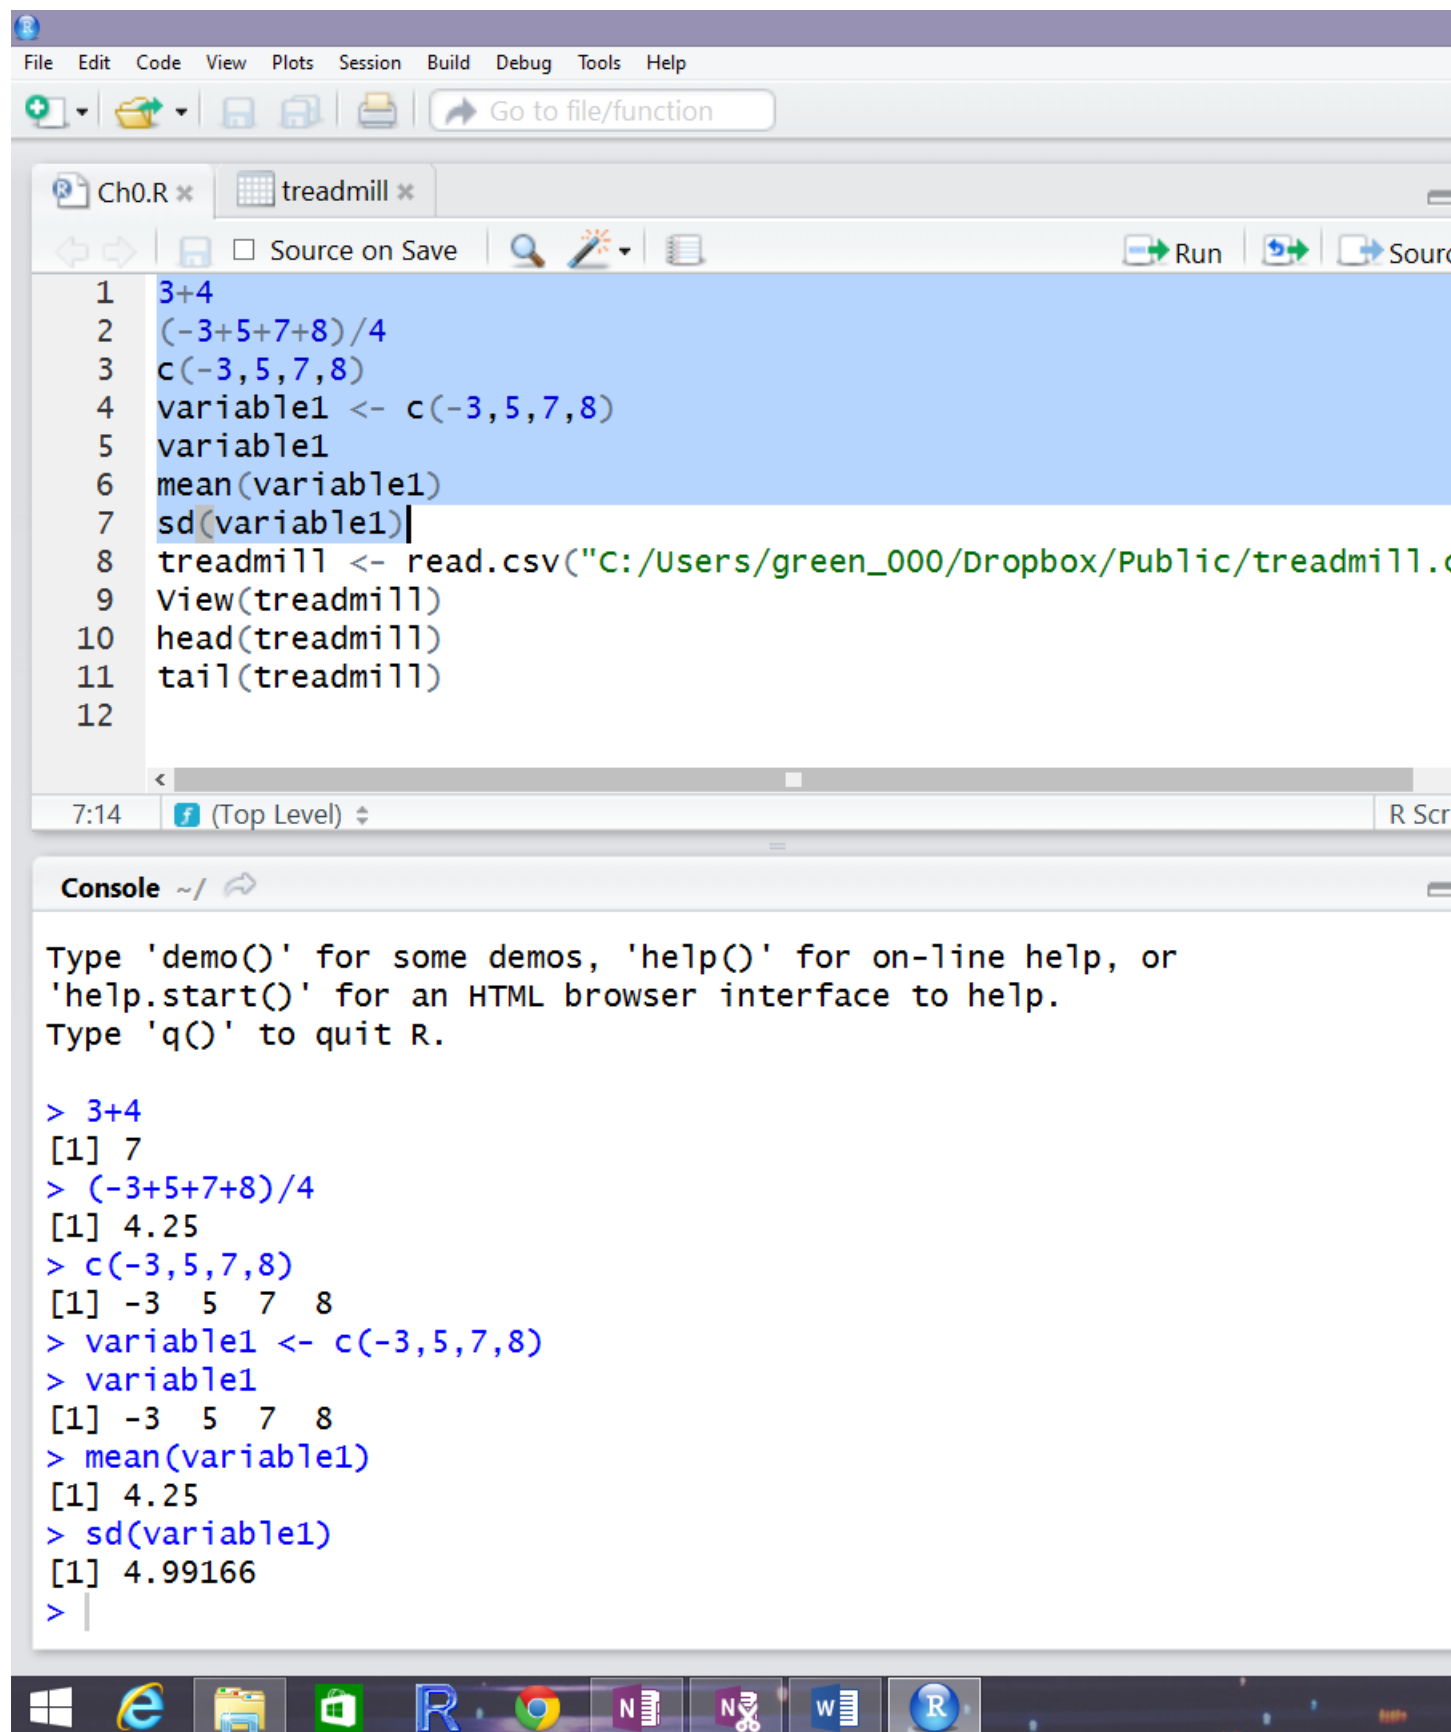 File Edit Code View Plots Session Build Debug Tools Help
Go to file/function
Ch0.R treadmill
Source on Save Run
1 3+4
2 (-3+5+7+8)/4
3 c(-3,5,7,8)
4 variable1 <- c(-3,5,7,8)
5 variable1
6 mean(variable1)
7 sd(variable1)
8 treadmill <- read.csv("C:/Users/green_000/Dropbox/Public/treadmill.
9 View(treadmill)
10 head(treadmill)
11 tail(treadmill)
12
7:14 (Top Level) R Scr
Console ~/
Type 'demo()' for some demos, 'help()' for on-line help, or
'help.start()' for an HTML browser interface to help.
Type 'q()' to quit R.
> 3+4
[1] 7
> (-3+5+7+8)/4
[1] 4.25
> c(-3,5,7,8)
[1] -3 5 7 8
> variable1 <- c(-3,5,7,8)
> variable1
[1] -3 5 7 8
> mean(variable1)
[1] 4.25
> sd(variable1)
[1] 4.99166
>